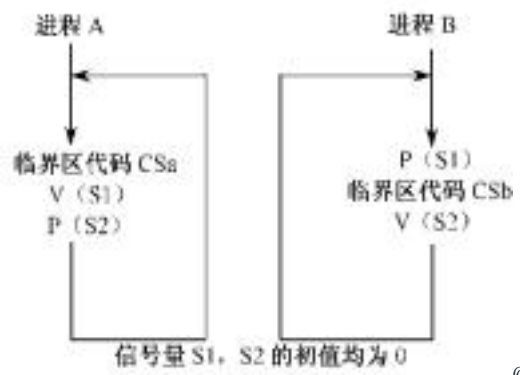 进程 A
临界区代码 CSa
V（S1）
P（S2）
进程 B
P（S1）
临界区代码 CSb
V（S2）
信号量 S1，S2 的初值均为 0